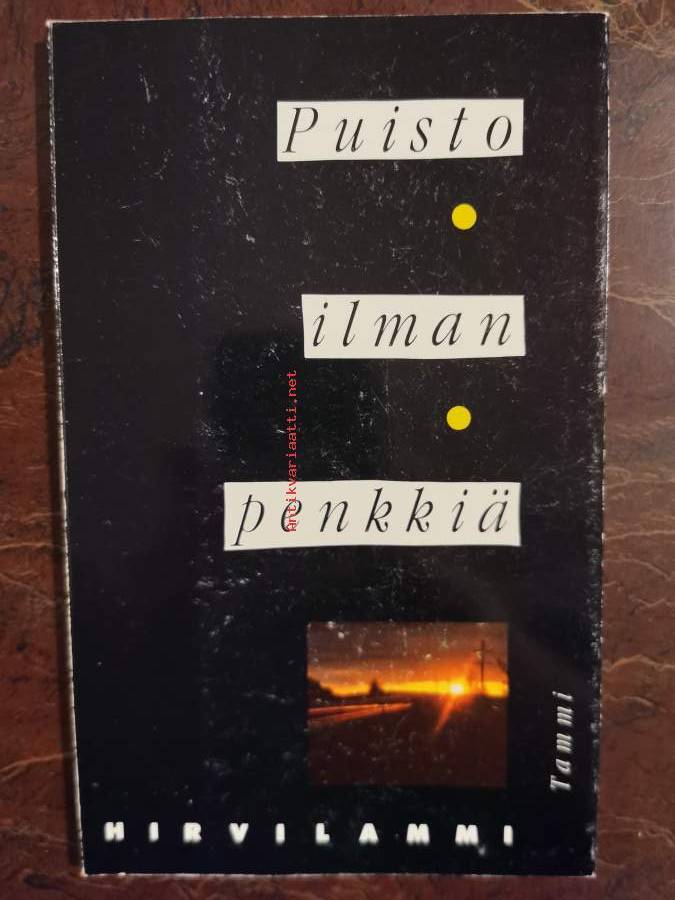 Puisto
ilman
penkkiä
antikvariaatti.net
Tammi
HIRVILAMMI